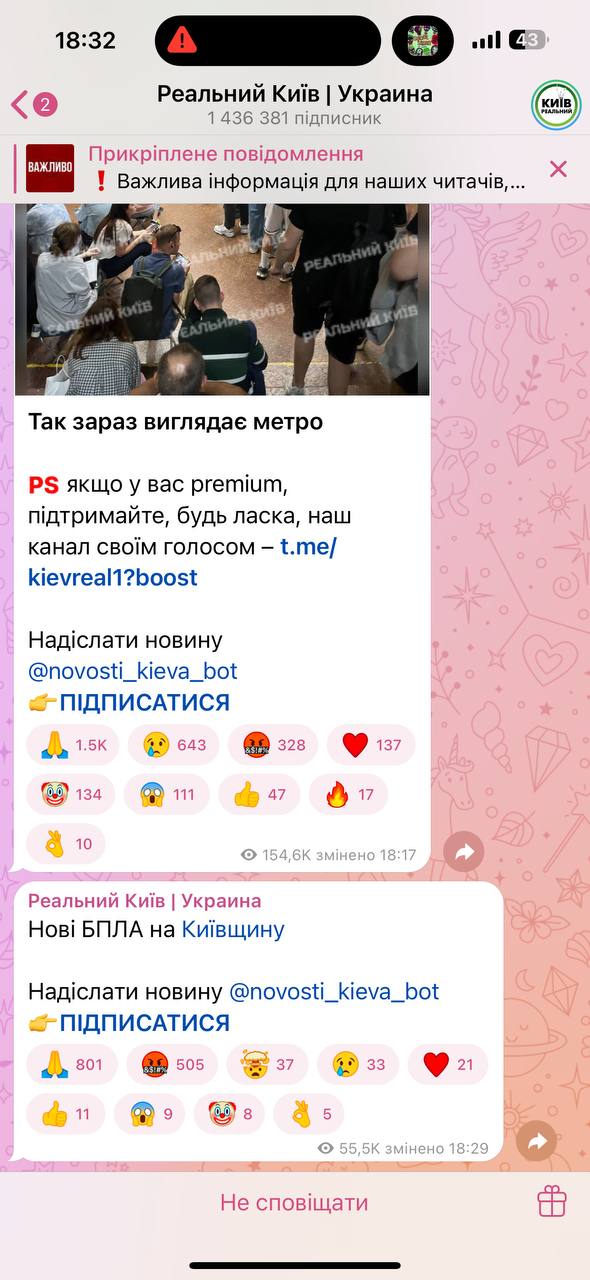 18:32
43
2
Реальний Київ | Украина
1 436 381 підписник
КИЇВ
РЕАЛЬНИЙ
ВАЖЛИВО
Прикріплене повідомлення
❗ Важлива інформація для наших читачів,...
РЕАЛЬНИЙ КИЇВ
РЕАЛЬНИЙ КИЇВ
Так зараз виглядає метро
PS якщо у вас premium,
підтримайте, будь ласка, наш
канал своїм голосом – t.me/
kievreal1?boost
Надіслати новину
@novosti_kieva_bot
👉ПІДПИСАТИСЯ
🙏 1.5K 😢 643 🤬 328 ❤ 137
🤡 134 😱 111 👍 47 🔥 17
👌 10
154,6K змінено 18:17
Реальний Київ | Украина
Нові БПЛА на Київщину
Надіслати новину @novosti_kieva_bot
👉ПІДПИСАТИСЯ
🙏 801 🤬 505 🤯 37 😢 33 ❤ 21
👍 11 😱 9 🤡 8 👌 5
55,5K змінено 18:29
Не сповіщати